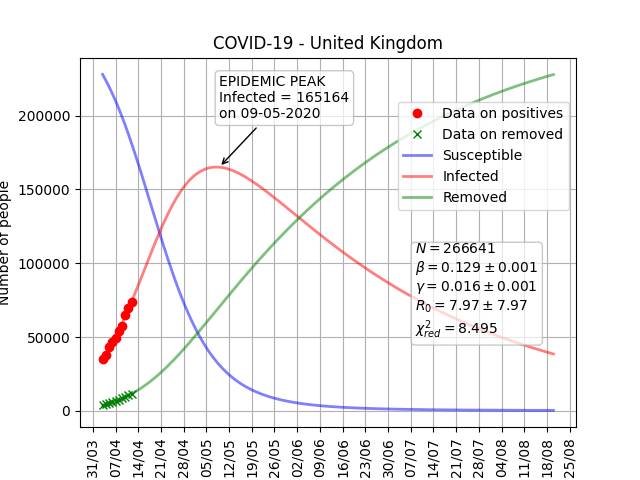 COVID-19 - United Kingdom
EPIDEMIC PEAK
Infected = 165164
on 09-05-2020
Data on positives
Data on removed
Susceptible
Infected
Removed
N = 266641
β = 0.129 ± 0.001
γ = 0.016 ± 0.001
R₀ = 7.97 ± 7.97
χ²_red = 8.495
Number of people
200000
150000
100000
50000
0
31/03
07/04
14/04
21/04
28/04
05/05
12/05
19/05
26/05
02/06
09/06
16/06
23/06
30/06
07/07
14/07
21/07
28/07
04/08
11/08
18/08
25/08